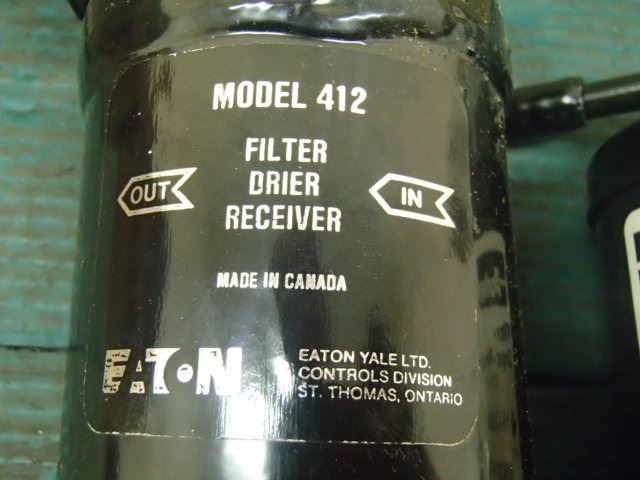 MODEL 412
FILTER
DRIER
RECEIVER
OUT
IN
MADE IN CANADA
EATON
EATON YALE LTD.
CONTROLS DIVISION
ST. THOMAS, ONTARIO